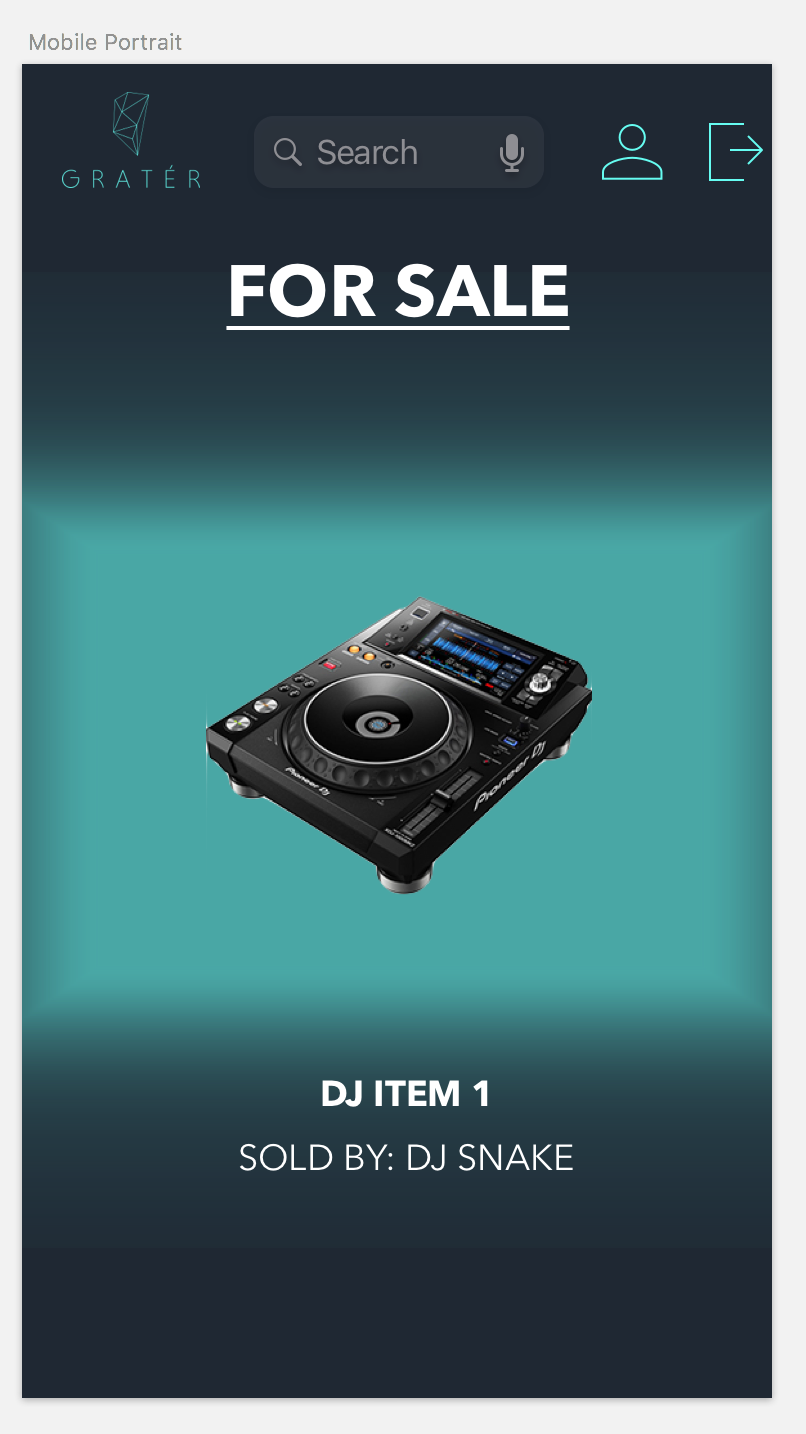 Mobile Portrait
GRATÉR
Search
FOR SALE
Pioneer DJ
Pioneer DJ
DJ ITEM 1
SOLD BY: DJ SNAKE